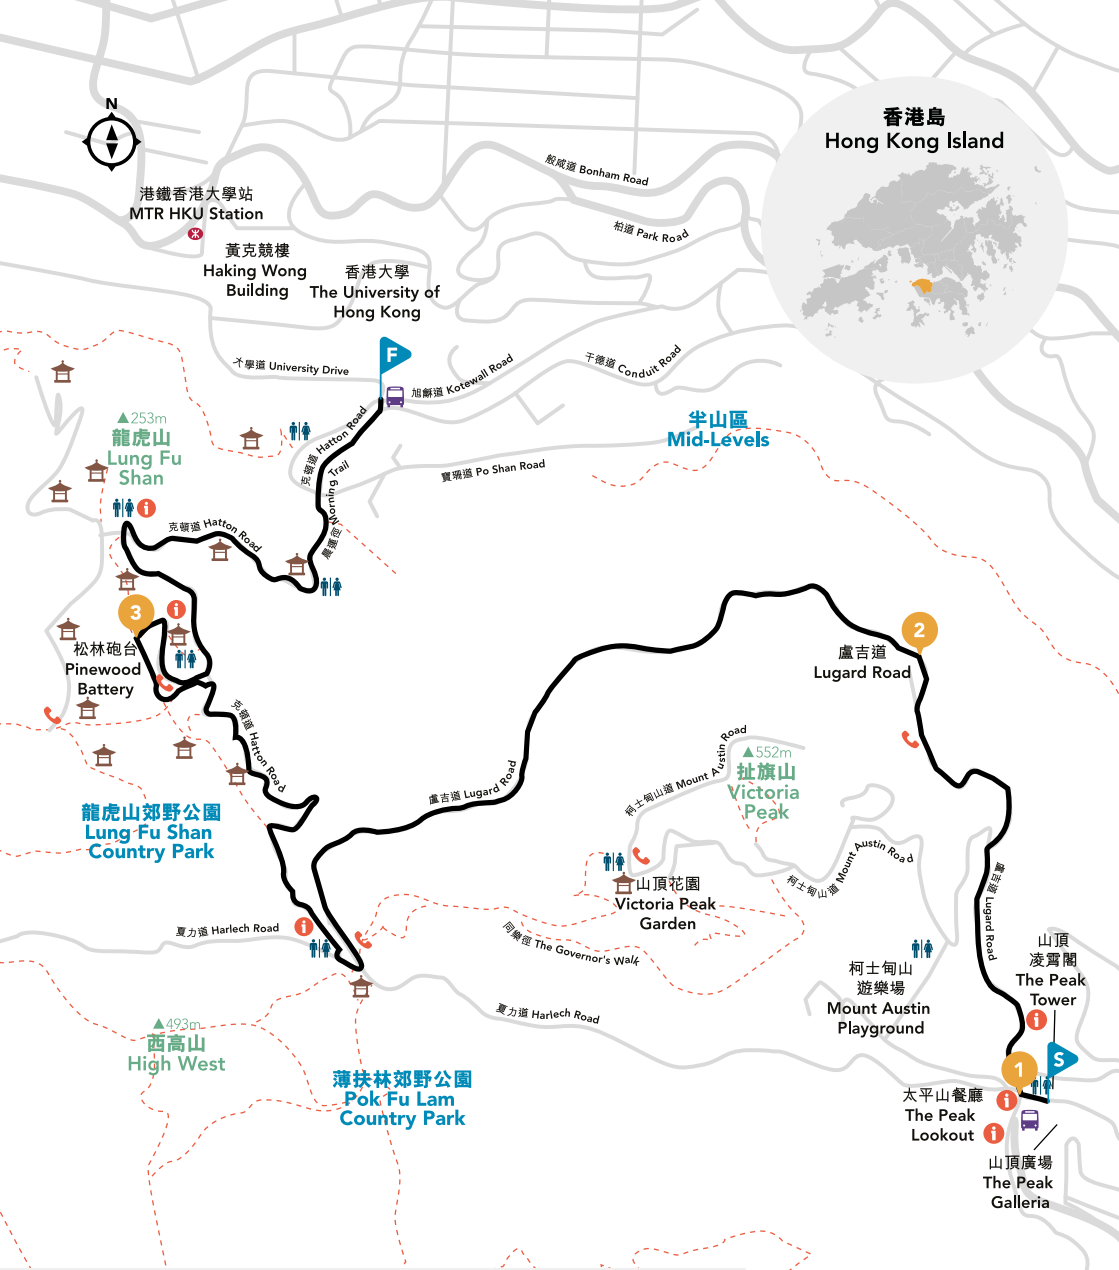 N
香港島
Hong Kong Island
般咸道 Bonham Road
港鐵香港大學站
MTR HKU Station
柏道 Park Road
黃克競樓
Haking Wong
Building
香港大學
The University of
Hong Kong
F
大學道 University Drive
旭龢道 Kotewall Road
干德道 Conduit Road
▲253m
龍虎山
Lung Fu
Shan
克頓道 Hatton Road
半山區
Mid-Levels
寶珊道 Po Shan Road
晨運徑 Morning Trail
克頓道 Hatton Road
3
松林砲台
Pinewood
Battery
2
盧吉道
Lugard Road
克頓道 Hatton Road
盧吉道 Lugard Road
柯士甸山道 Mount Austin Road
▲552m
扯旗山
Victoria
Peak
龍虎山郊野公園
Lung Fu Shan
Country Park
柯士甸山道 Mount Austin Road
盧吉道 Lugard Road
山頂花園
Victoria Peak
Garden
夏力道 Harlech Road
同樂徑 The Governor's Walk
柯士甸山
遊樂場
Mount Austin
Playground
山頂
凌霄閣
The Peak
Tower
夏力道 Harlech Road
▲493m
西高山
High West
薄扶林郊野公園
Pok Fu Lam
Country Park
S
1
太平山餐廳
The Peak
Lookout
山頂廣場
The Peak
Galleria